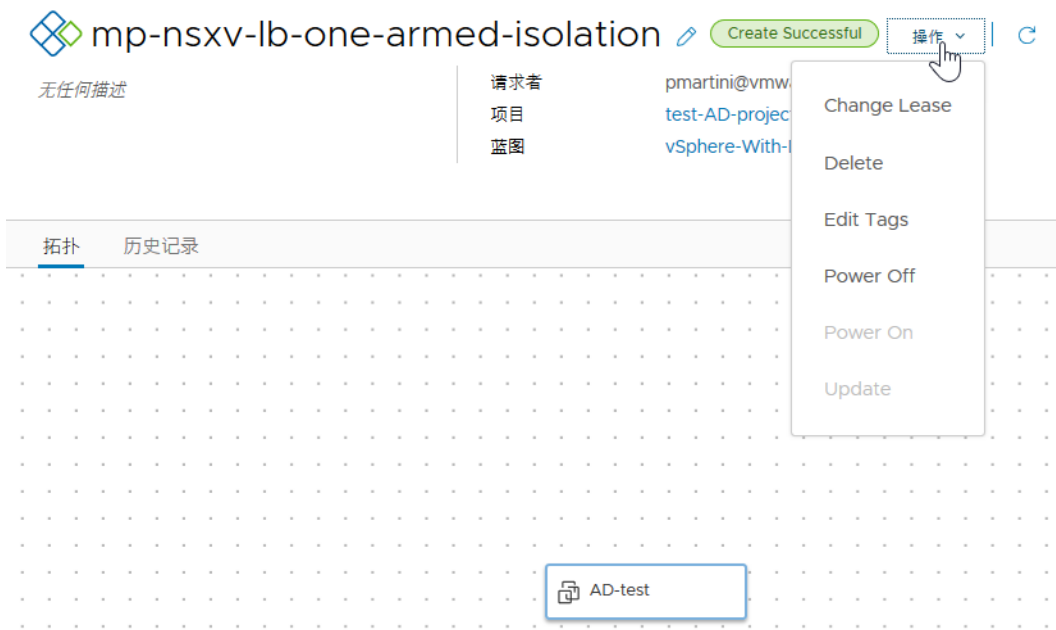 mp-nsxv-lb-one-armed-isolation Create Successful 操作
无任何描述
请求者 pmartini@vmwa
项目 test-AD-projec
蓝图 vSphere-With-
Change Lease
Delete
Edit Tags
Power Off
Power On
Update
拓扑 历史记录
AD-test